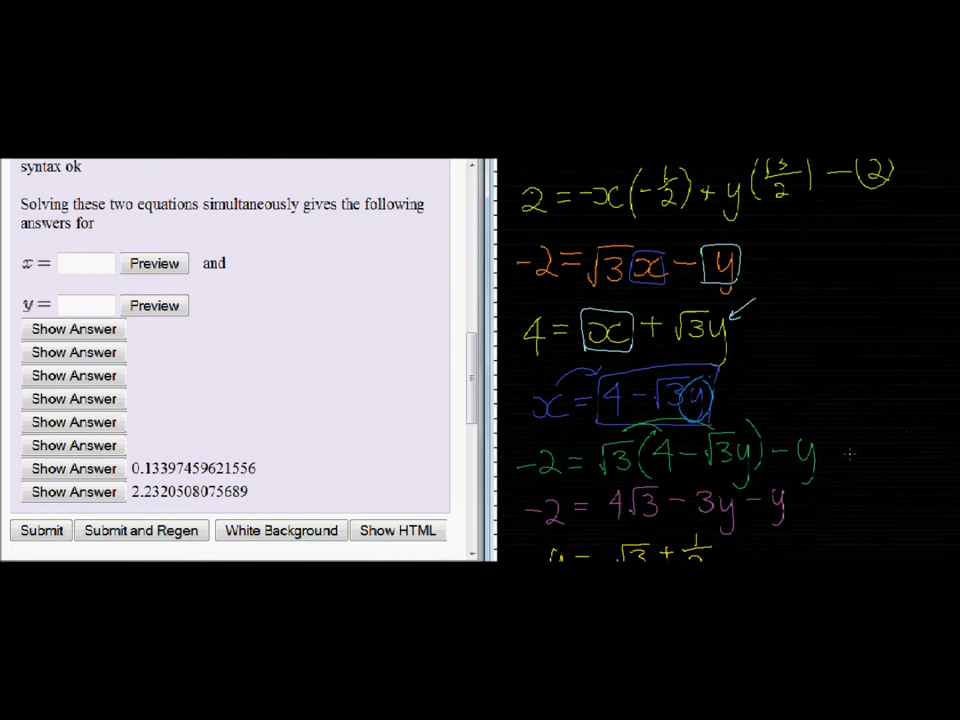 syntax ok
Solving these two equations simultaneously gives the following
answers for
x = Preview and
y = Preview
Show Answer
Show Answer
Show Answer
Show Answer
Show Answer
Show Answer
Show Answer 0.13397459621556
Show Answer 2.2320508075689
Submit Submit and Regen White Background Show HTML
2 = -x(-1/2) + y(√3/2) - (2)
-2 = √3x - y
4 = x + √3y
x = 4 - √3y
-2 = √3(4 - √3y) - y
-2 = 4√3 - 3y - y
y = √3 + 1/2